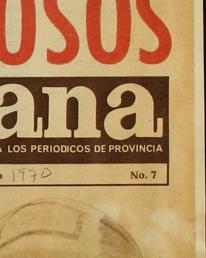 OSOS
ana
A LOS PERIODICOS DE PROVINCIA
o 1970 No. 7